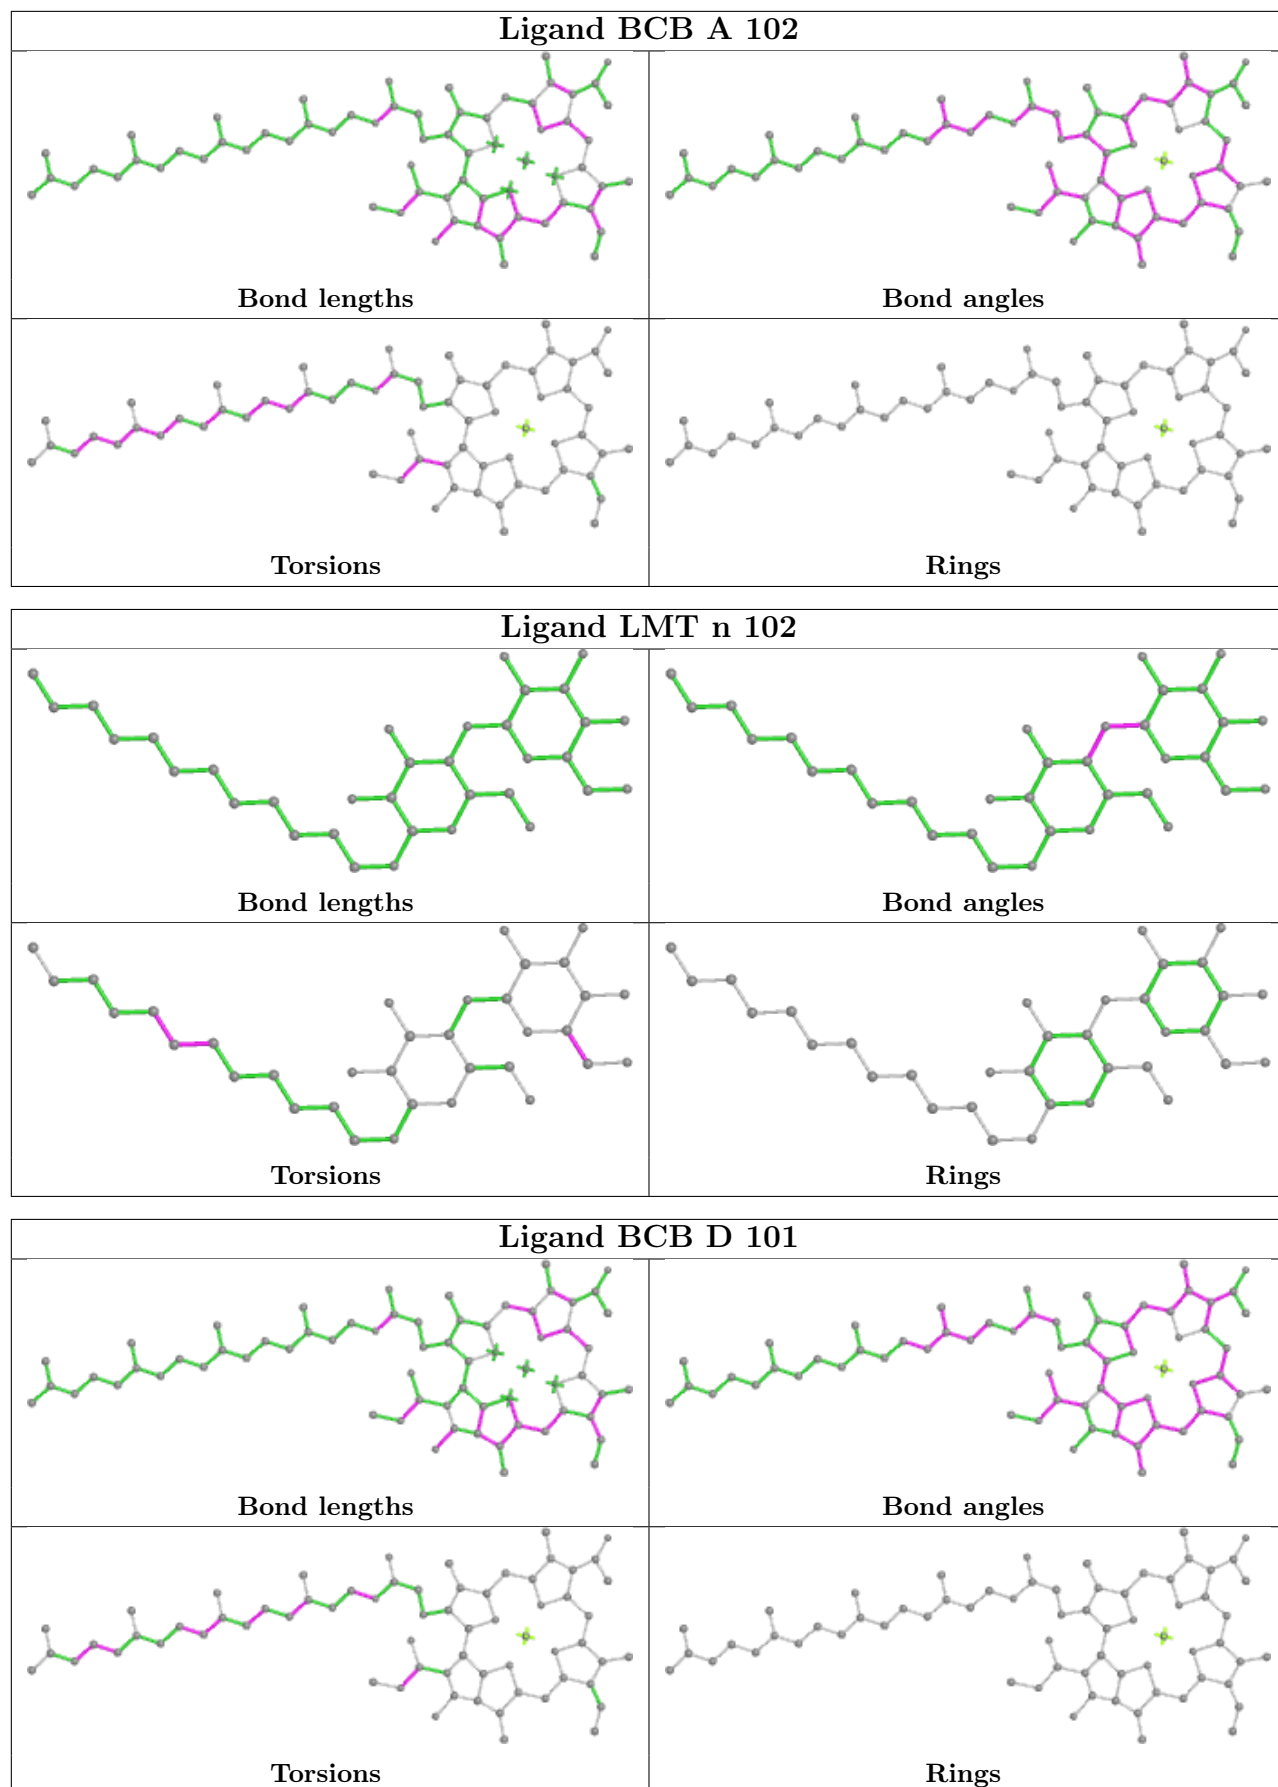 Ligand BCB A 102
Bond lengths
Bond angles
Torsions
Rings
Ligand LMT n 102
Bond lengths
Bond angles
Torsions
Rings
Ligand BCB D 101
Bond lengths
Bond angles
Torsions
Rings